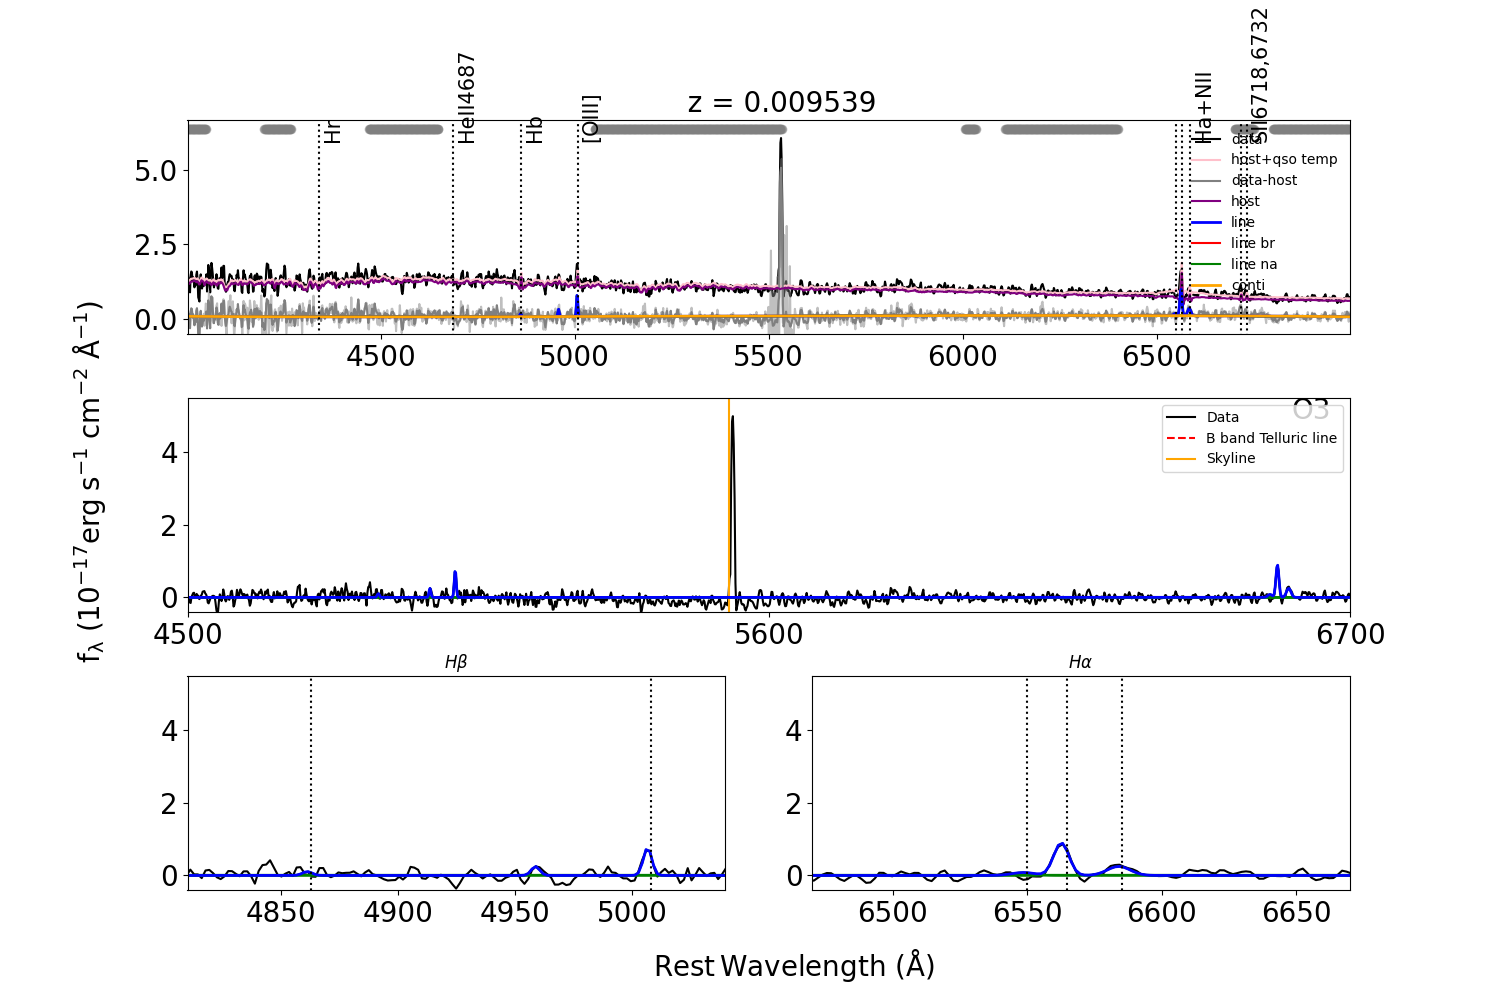 z = 0.009539
Hr
HeII4687
Hb
[OIII]
Ha+NII
SII6718,6732
data
host+qso temp
data-host
host
line
line br
line na
conti
5.0
2.5
0.0
4500 5000 5500 6000 6500
fλ (10⁻¹⁷erg s⁻¹ cm⁻² Å⁻¹)
O3
Data
B band Telluric line
Skyline
4
2
0
4500 5600 6700
Hβ
4
2
0
4850 4900 4950 5000
Hα
4
2
0
6500 6550 6600 6650
Rest Wavelength (Å)